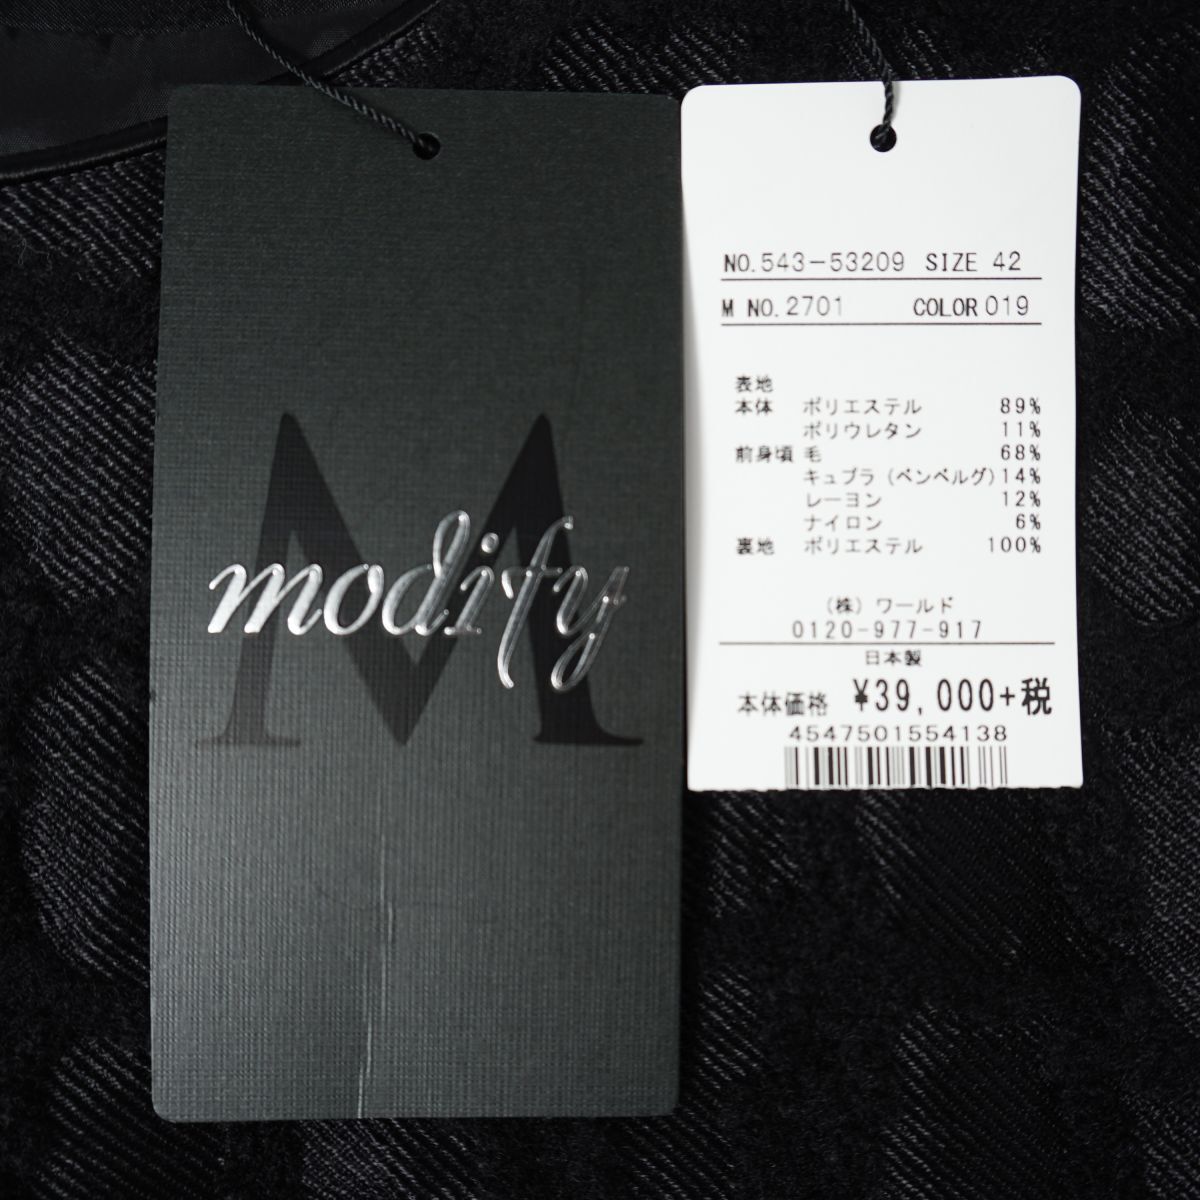 M
modify
NO.543-53209 SIZE 42
M NO.2701 COLOR019
表地
本体 ポリエステル 89%
ポリウレタン 11%
前身頃 毛 68%
キュプラ (ベンベルグ) 14%
レーヨン 12%
ナイロン 6%
裏地 ポリエステル 100%
(株) ワールド
0120-977-917
日本製
本体価格 ¥39,000+税
4547501554138